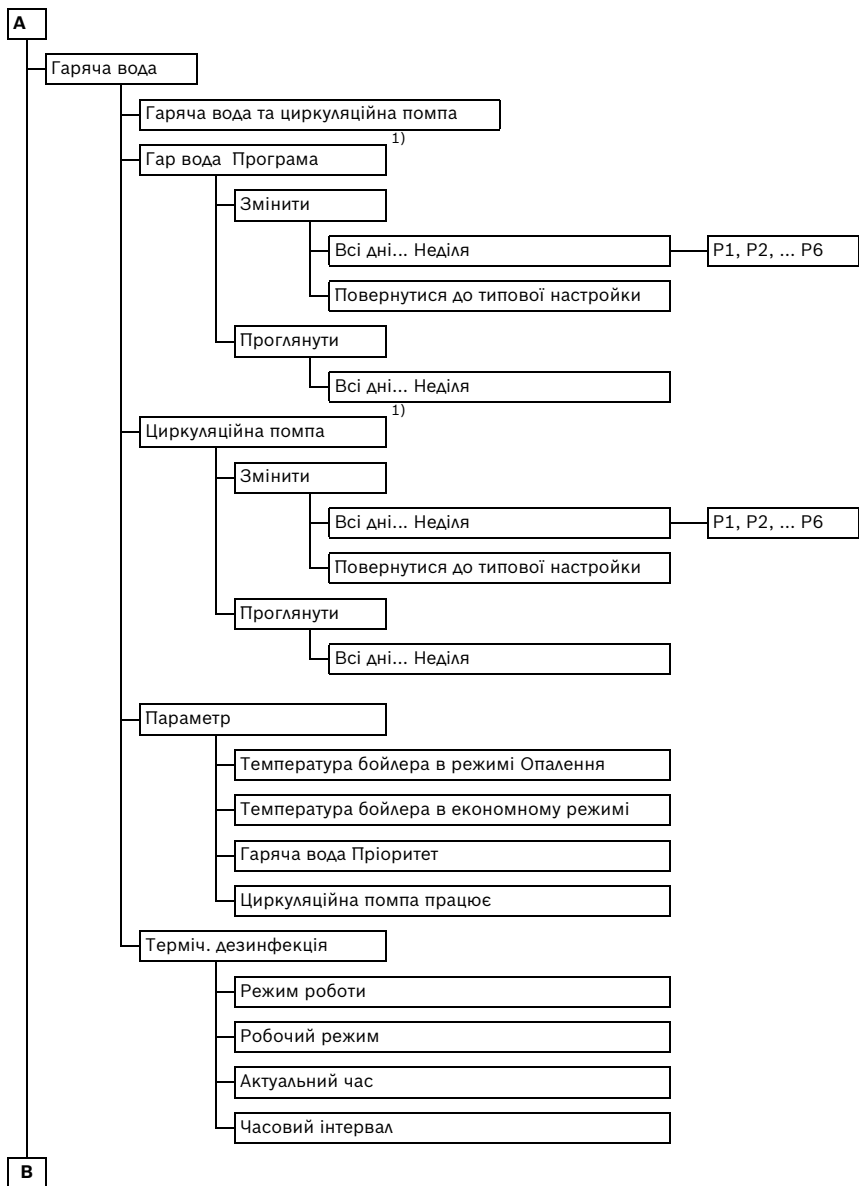 A
Гаряча вода
Гаряча вода та циркуляційна помпа
1)
Гар вода Програма
Змінити
Всі дні... Неділя
P1, P2, ... P6
Повернутися до типової настройки
Проглянути
Всі дні... Неділя
1)
Циркуляційна помпа
Змінити
Всі дні... Неділя
P1, P2, ... P6
Повернутися до типової настройки
Проглянути
Всі дні... Неділя
Параметр
Температура бойлера в режимі Опалення
Температура бойлера в економному режимі
Гаряча вода Пріоритет
Циркуляційна помпа працює
Терміч. дезинфекція
Режим роботи
Робочий режим
Актуальний час
Часовий інтервал
B